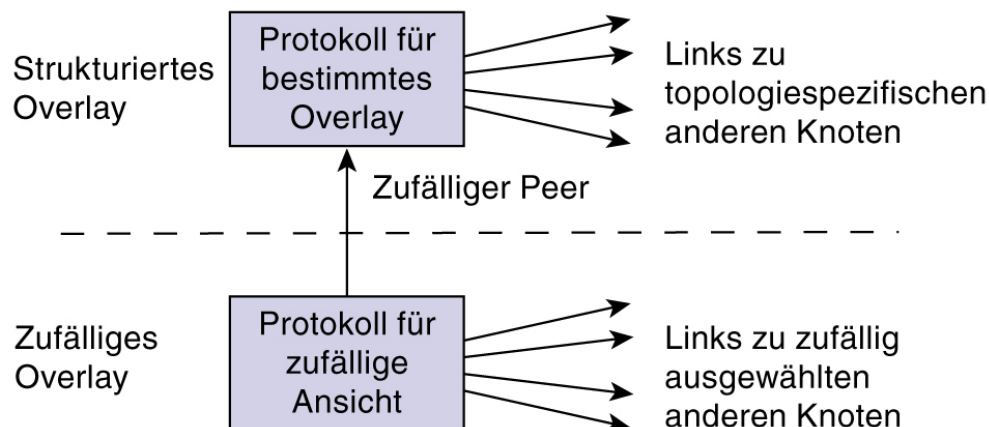 Strukturiertes
Overlay
Protokoll für
bestimmtes
Overlay
Links zu
topologiespezifischen
anderen Knoten
Zufälliger Peer
Zufälliges
Overlay
Protokoll für
zufällige
Ansicht
Links zu zufällig
ausgewählten
anderen Knoten